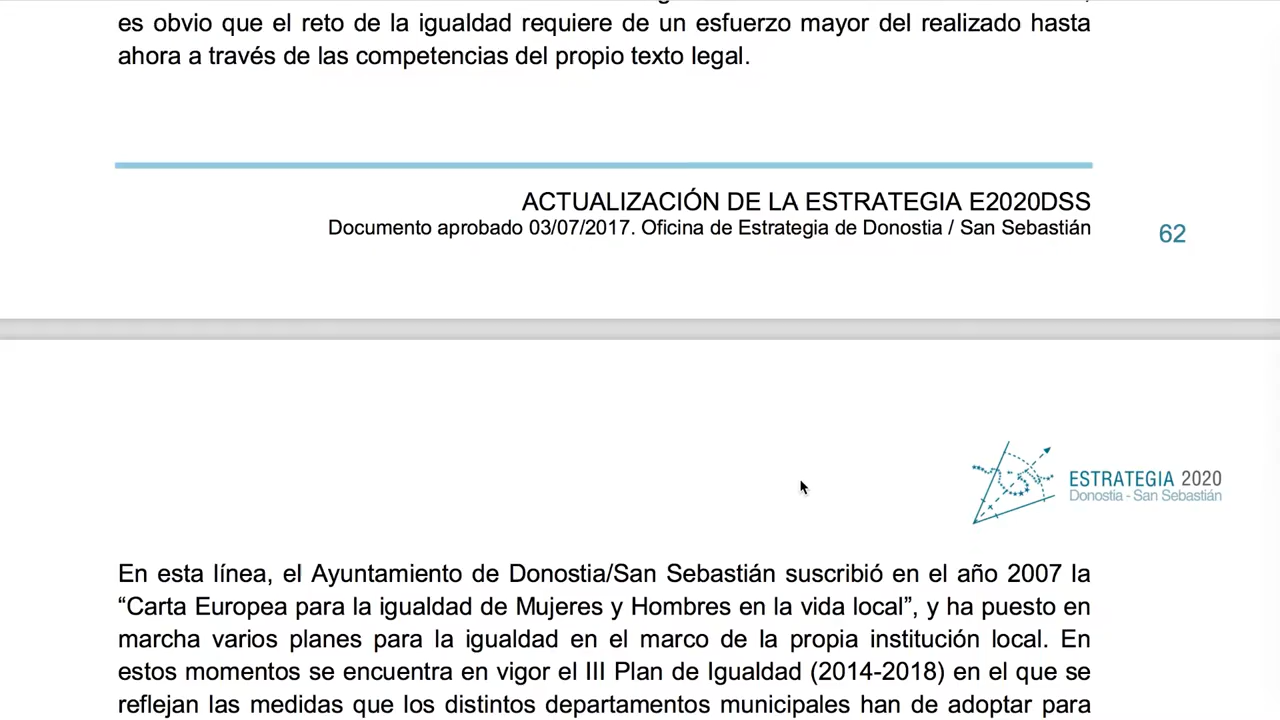 es obvio que el reto de la igualdad requiere de un esfuerzo mayor del realizado hasta
ahora a través de las competencias del propio texto legal.
ACTUALIZACIÓN DE LA ESTRATEGIA E2020DSS
Documento aprobado 03/07/2017. Oficina de Estrategia de Donostia / San Sebastián
62
ESTRATEGIA 2020
Donostia - San Sebastián
En esta línea, el Ayuntamiento de Donostia/San Sebastián suscribió en el año 2007 la
“Carta Europea para la igualdad de Mujeres y Hombres en la vida local”, y ha puesto en
marcha varios planes para la igualdad en el marco de la propia institución local. En
estos momentos se encuentra en vigor el III Plan de Igualdad (2014-2018) en el que se
reflejan las medidas que los distintos departamentos municipales han de adoptar para